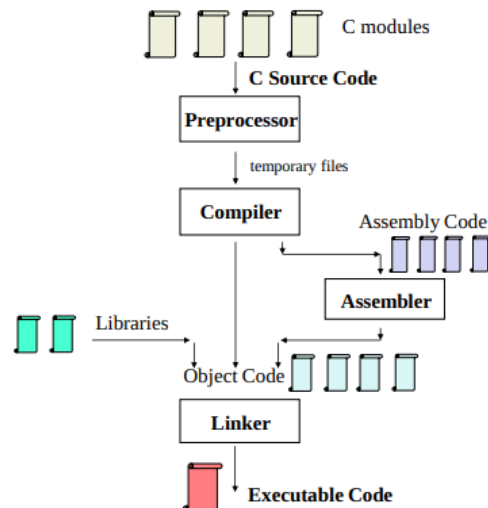 C modules
C Source Code
Preprocessor
temporary files
Compiler
Assembly Code
Assembler
Libraries
Object Code
Linker
Executable Code